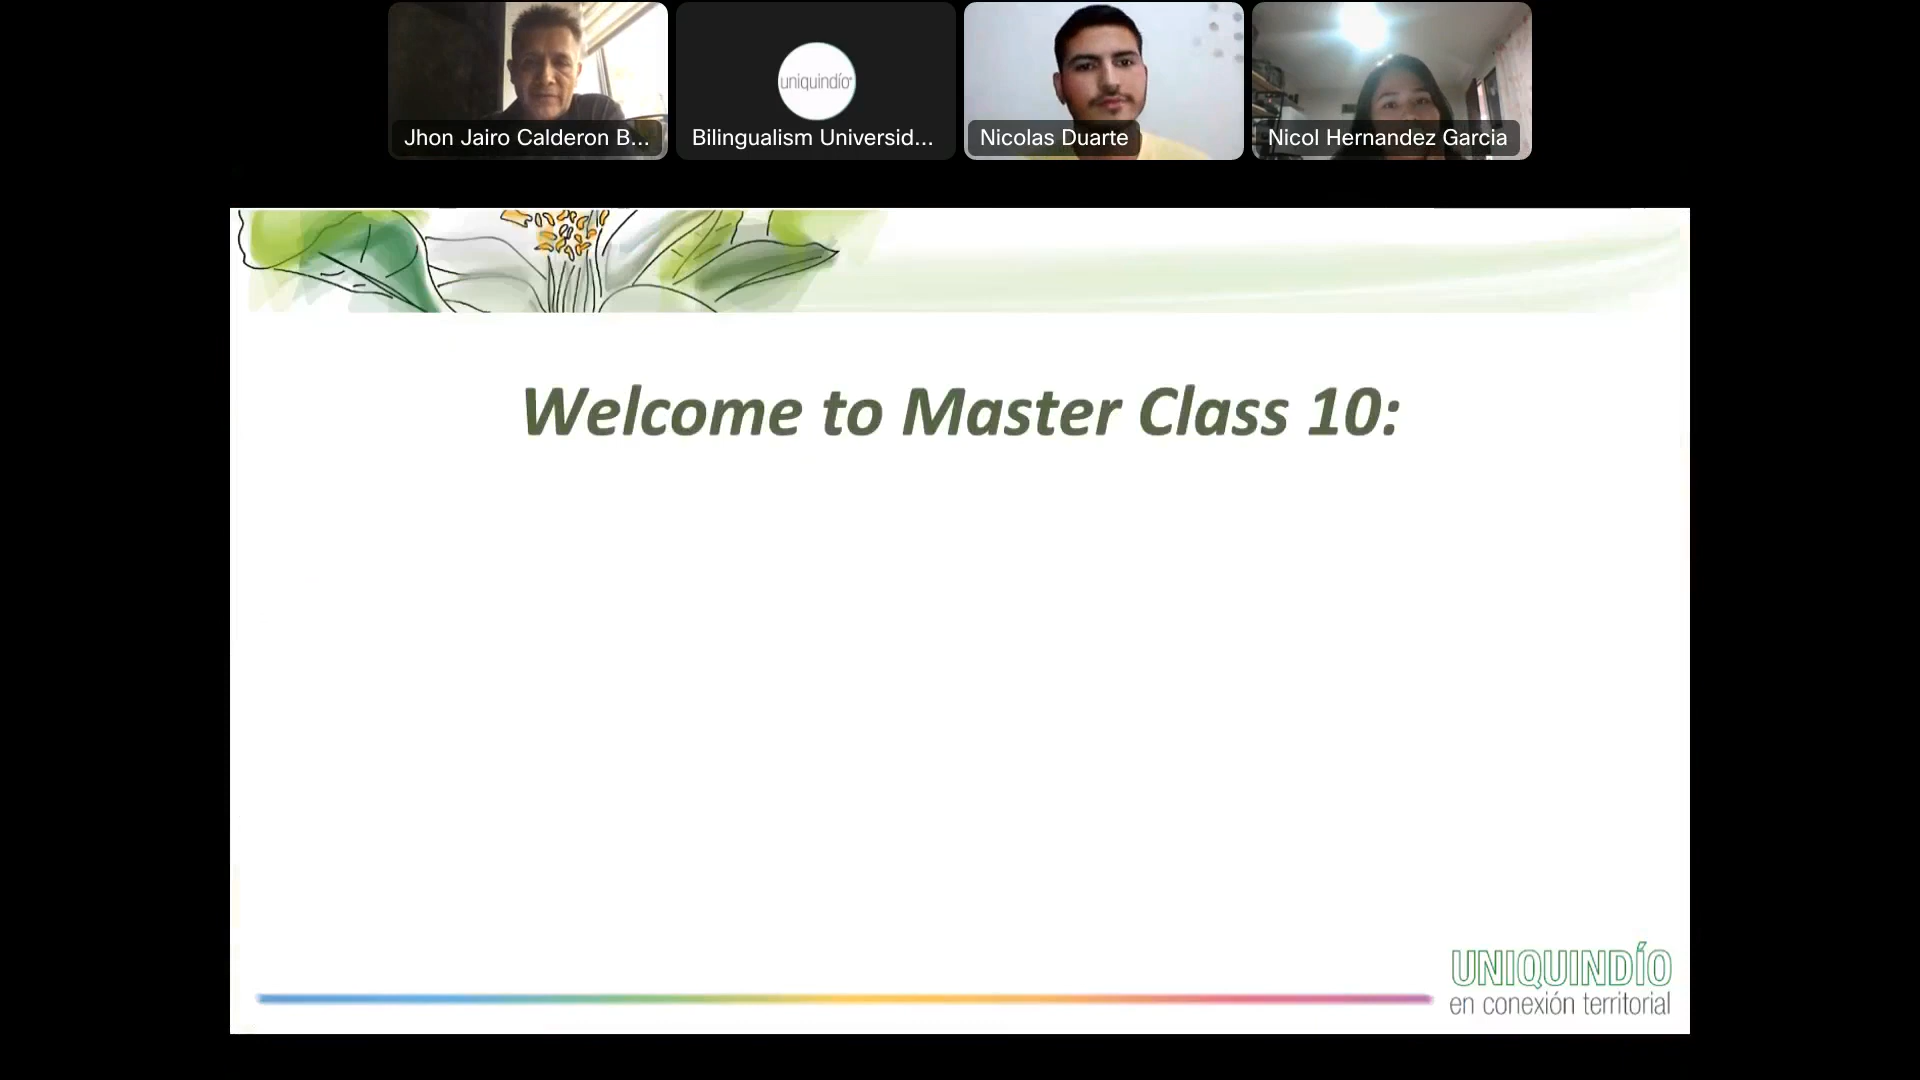 Jhon Jairo Calderon B...
uniquindío
Bilingualism Universid...
Nicolas Duarte
Nicol Hernandez Garcia
Welcome to Master Class 10:
UNIQUINDÍO
en conexión territorial